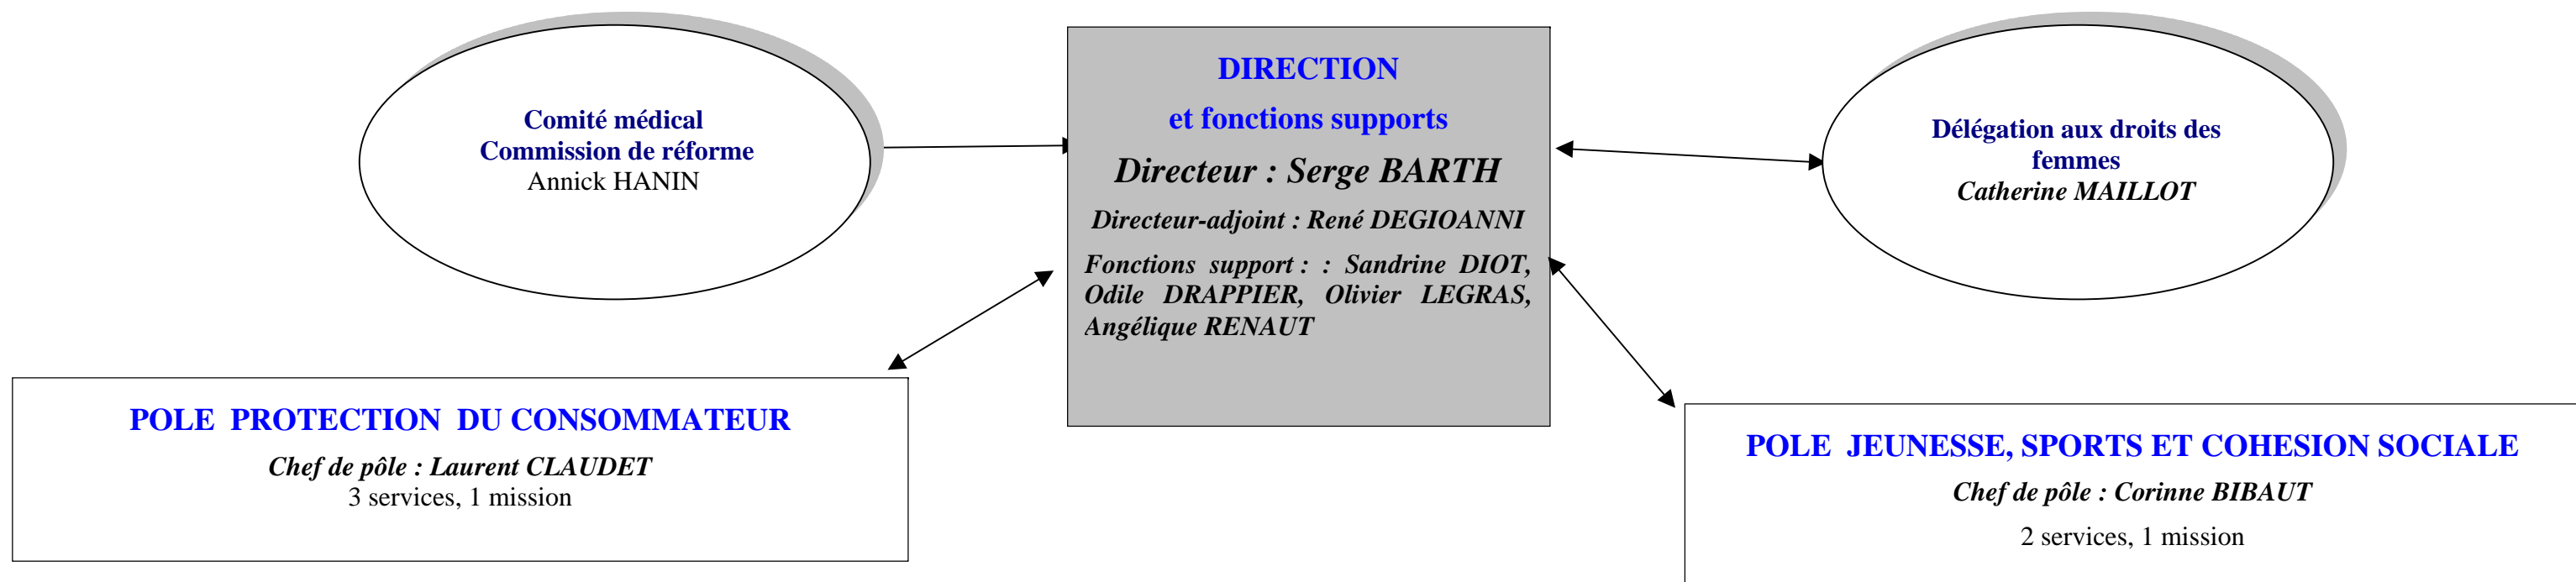 Comité médical
Commission de réforme
Annick HANIN
DIRECTION
et fonctions supports
Directeur : Serge BARTH
Directeur-adjoint : René DEGIOANNI
Fonctions support : : Sandrine DIOT,
Odile DRAPPIER, Olivier LEGRAS,
Angélique RENAUT
Délégation aux droits des
femmes
Catherine MAILLOT
POLE PROTECTION DU CONSOMMATEUR
Chef de pôle : Laurent CLAUDET
3 services, 1 mission
POLE JEUNESSE, SPORTS ET COHESION SOCIALE
Chef de pôle : Corinne BIBAUT
2 services, 1 mission